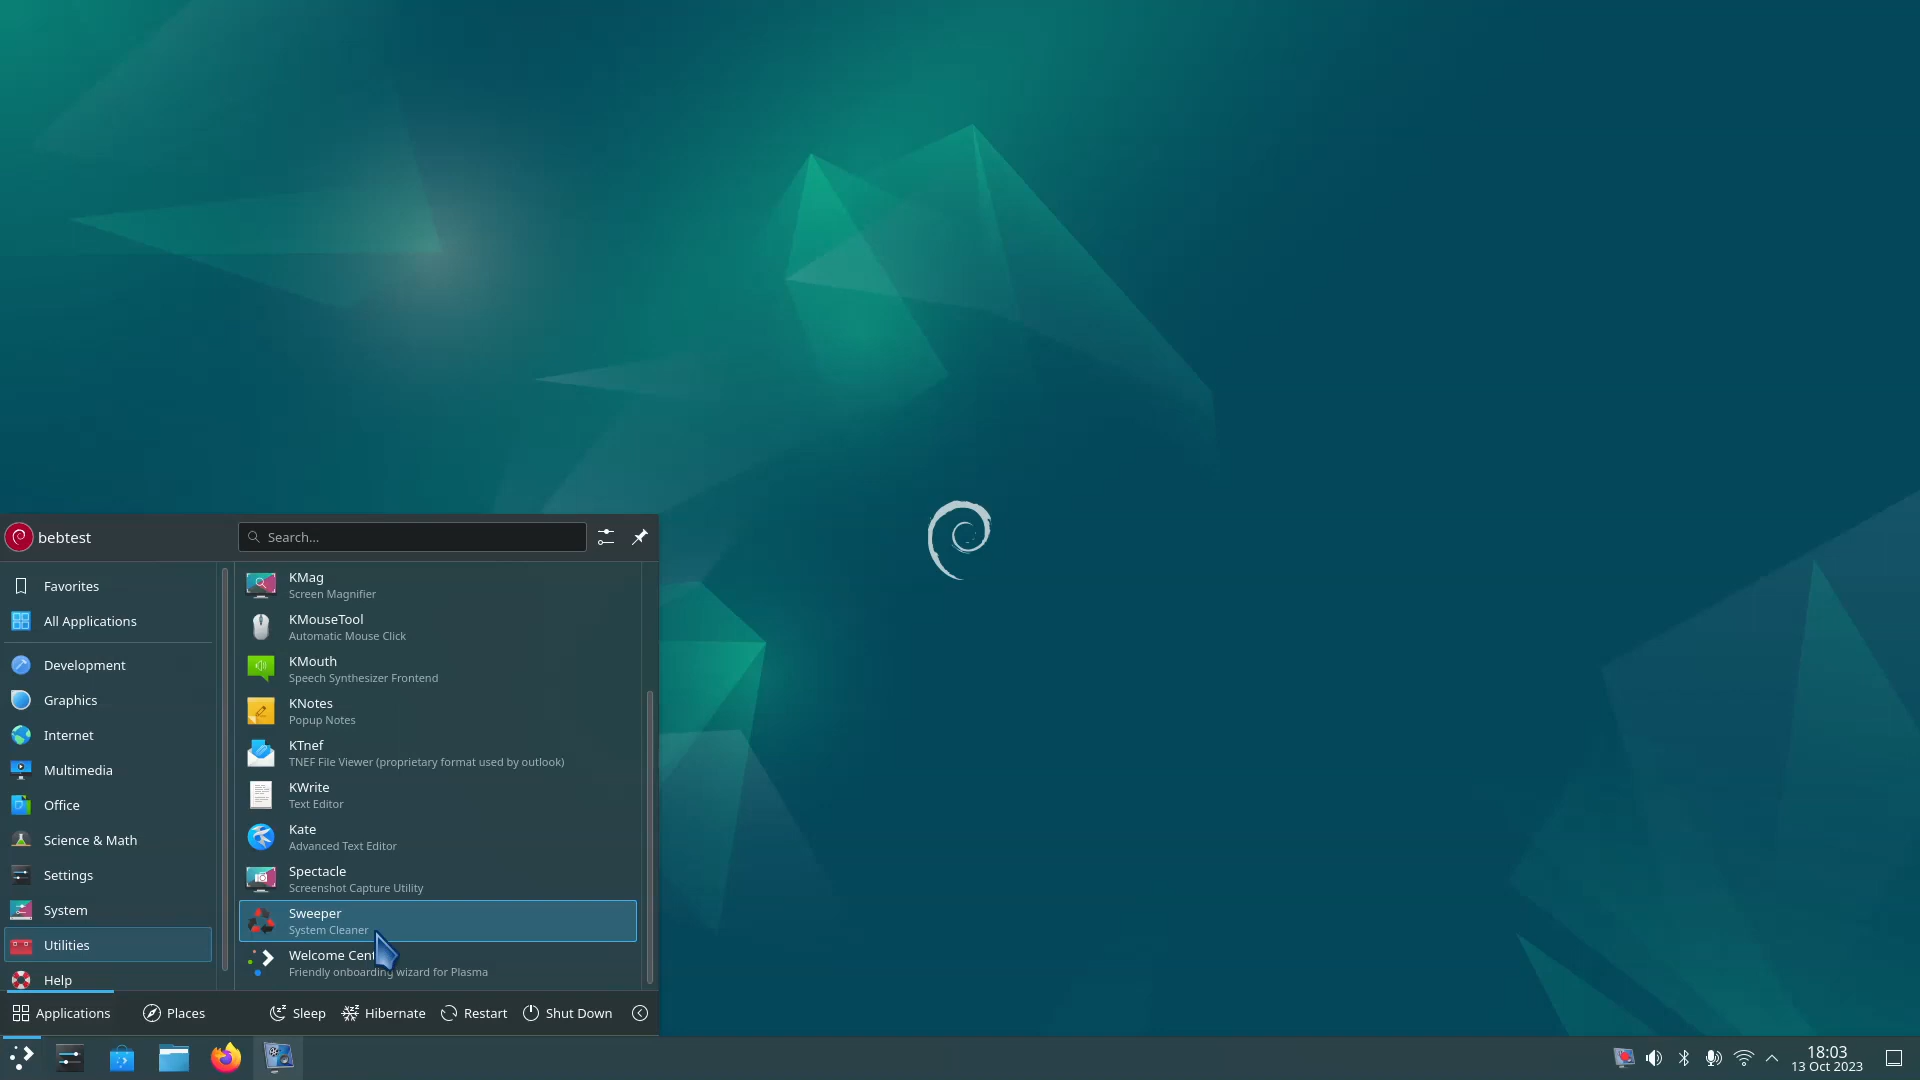 bebtest
Search...
Favorites
All Applications
Development
Graphics
Internet
Multimedia
Office
Science & Math
Settings
System
Utilities
Help
KMag
Screen Magnifier
KMouseTool
Automatic Mouse Click
KMouth
Speech Synthesizer Frontend
KNotes
Popup Notes
KTnef
TNEF File Viewer (proprietary format used by outlook)
KWrite
Text Editor
Kate
Advanced Text Editor
Spectacle
Screenshot Capture Utility
Sweeper
System Cleaner
Welcome Cent
Friendly onboarding wizard for Plasma
Applications
Places
Sleep
Hibernate
Restart
Shut Down
18:03
13 Oct 2023